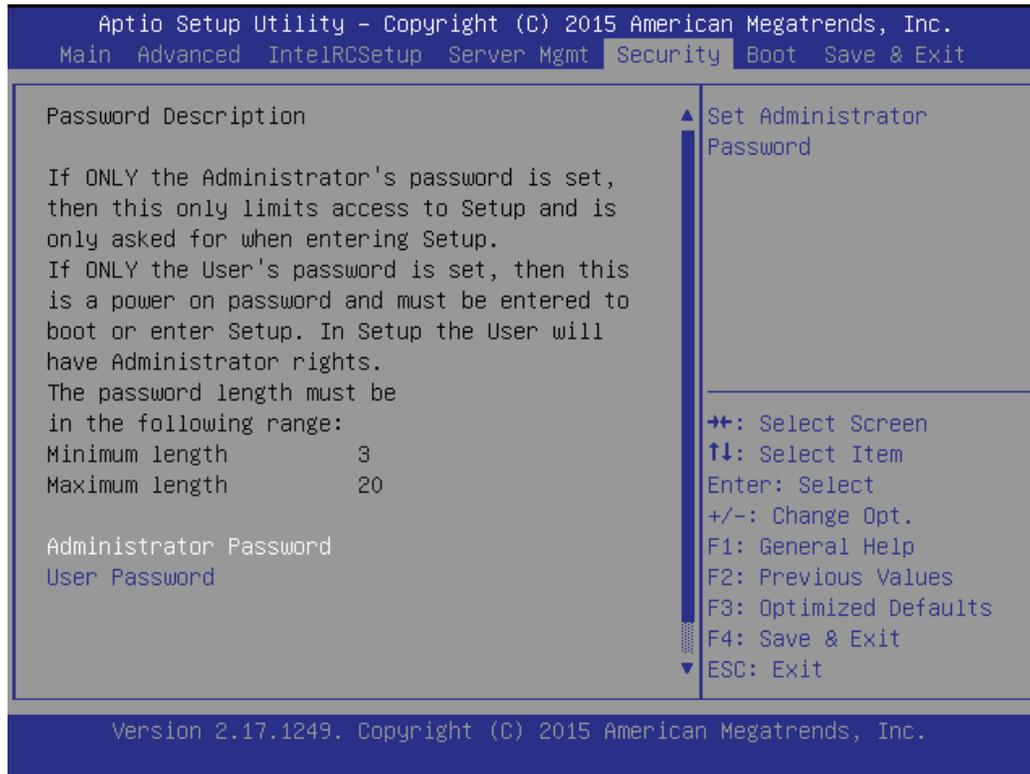 Aptio Setup Utility – Copyright (C) 2015 American Megatrends, Inc.
Main Advanced IntelRCSetup Server Mgmt Security Boot Save & Exit
Password Description
If ONLY the Administrator's password is set,
then this only limits access to Setup and is
only asked for when entering Setup.
If ONLY the User's password is set, then this
is a power on password and must be entered to
boot or enter Setup. In Setup the User will
have Administrator rights.
The password length must be
in the following range:
Minimum length 3
Maximum length 20
Administrator Password
User Password
Set Administrator
Password
→←: Select Screen
↑↓: Select Item
Enter: Select
+/-: Change Opt.
F1: General Help
F2: Previous Values
F3: Optimized Defaults
F4: Save & Exit
ESC: Exit
Version 2.17.1249. Copyright (C) 2015 American Megatrends, Inc.